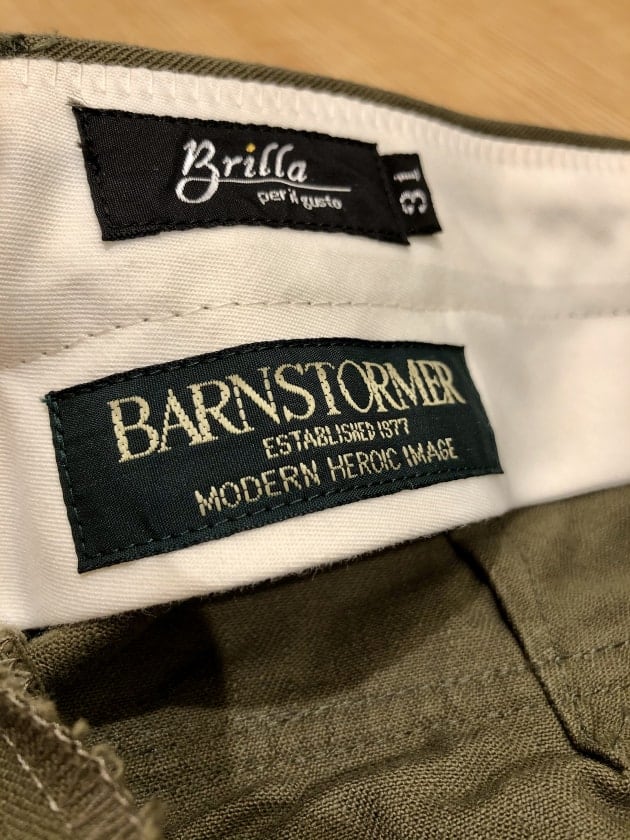 Brilla
per il gusto
31
BARNSTORMER
ESTABLISHED 1977
MODERN HEROIC IMAGE